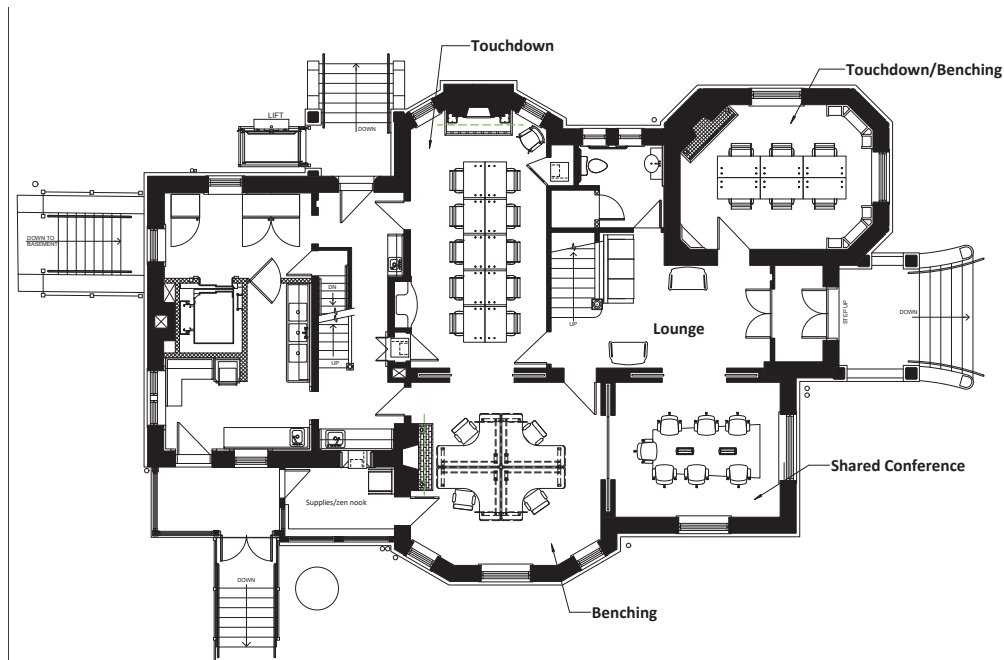 Touchdown
Touchdown/Benching
LIFT
DOWN
DOWN TO
BASEMENT
DN
UP
UP
Lounge
STEP UP
DOWN
Shared Conference
Supplies/zen nook
DOWN
Benching